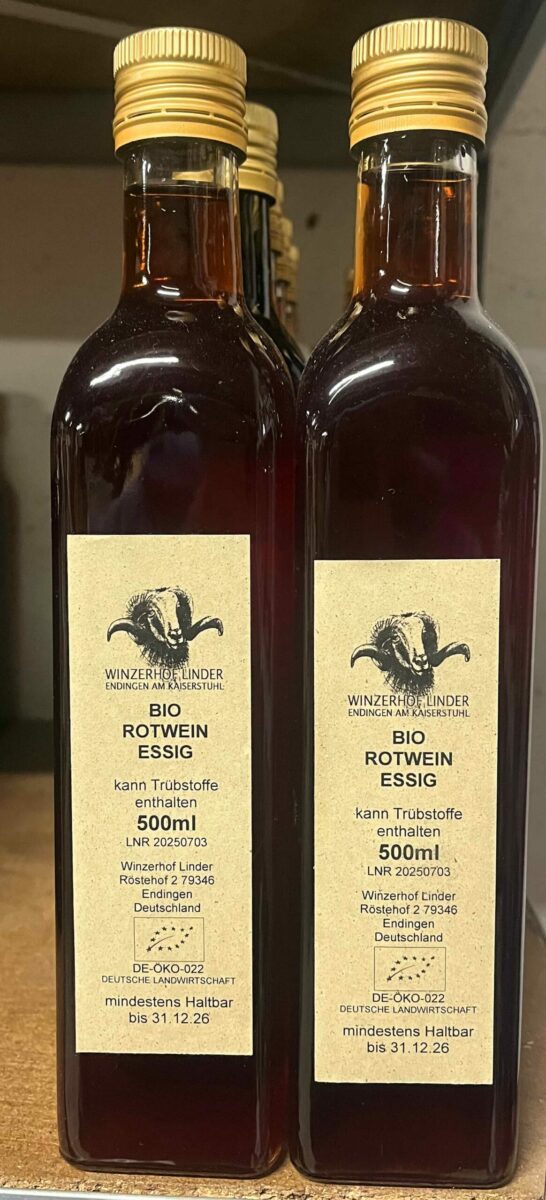 WINZERHOF LINDER
ENDINGEN AM KAISERSTUHL
BIO
ROTWEIN
ESSIG
kann Trübstoffe
enthalten
500ml
LNR 20250703
Winzerhof Linder
Röstehof 2 79346
Endingen
Deutschland
DE-ÖKO-022
DEUTSCHE LANDWIRTSCHAFT
mindestens Haltbar
bis 31.12.26
WINZERHOF LINDER
ENDINGEN AM KAISERSTUHL
BIO
ROTWEIN
ESSIG
kann Trübstoffe
enthalten
500ml
LNR 20250703
Winzerhof Linder
Röstehof 2 79346
Endingen
Deutschland
DE-ÖKO-022
DEUTSCHE LANDWIRTSCHAFT
mindestens Haltbar
bis 31.12.26